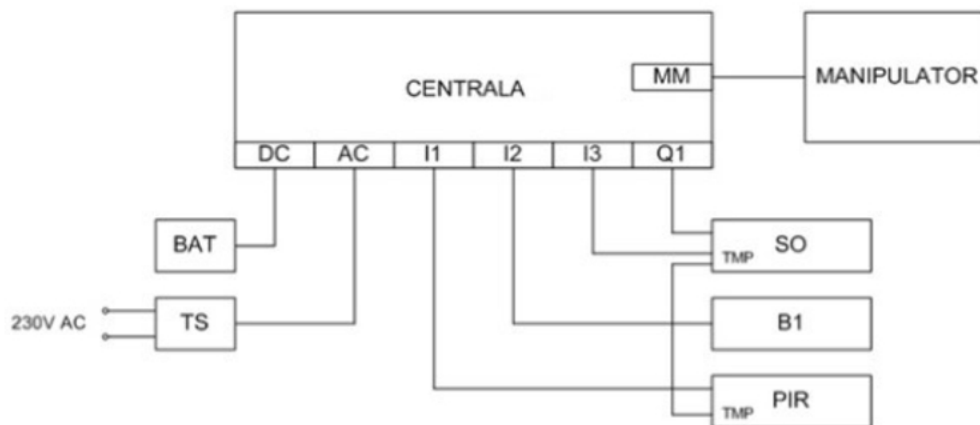 CENTRALA
MM
MANIPULATOR
DC AC I1 I2 I3 Q1
BAT
SO
TMP
230V AC
TS
B1
PIR
TMP